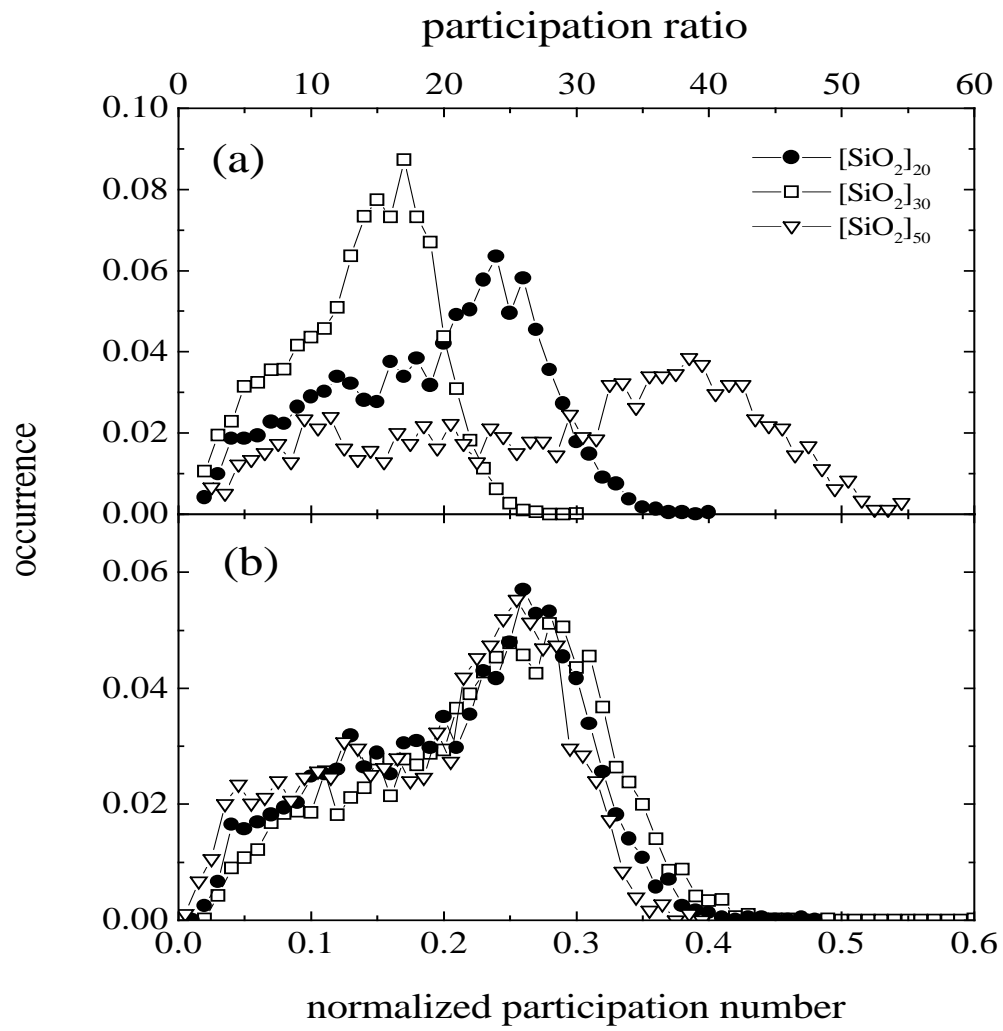 participation ratio
0 10 20 30 40 50 60
0.10
(a)
[SiO2]20
[SiO2]30
[SiO2]50
0.08
0.06
0.04
0.02
0.00
occurrence
(b)
0.06
0.04
0.02
0.00
0.0 0.1 0.2 0.3 0.4 0.5 0.6
normalized participation number